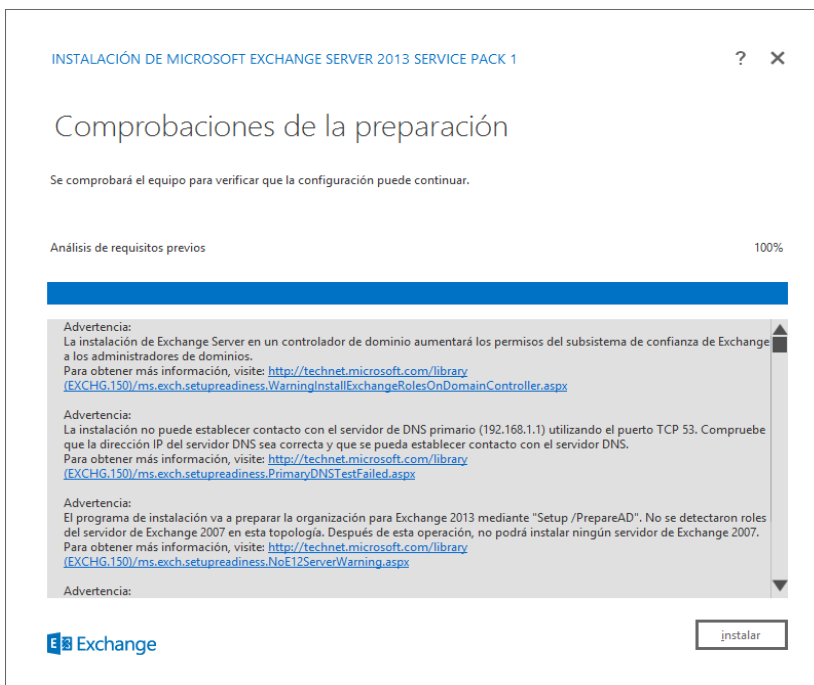 INSTALACIÓN DE MICROSOFT EXCHANGE SERVER 2013 SERVICE PACK 1
?
Comprobaciones de la preparación
Se comprobará el equipo para verificar que la configuración puede continuar.
Análisis de requisitos previos 100%
Advertencia:
La instalación de Exchange Server en un controlador de dominio aumentará los permisos del subsistema de confianza de Exchange
a los administradores de dominios.
Para obtener más información, visite: http://technet.microsoft.com/library
(EXCHG.150)/ms.exch.setupreadiness.WarningInstallExchangeRolesOnDomainController.aspx
Advertencia:
La instalación no puede establecer contacto con el servidor de DNS primario (192.168.1.1) utilizando el puerto TCP 53. Compruebe
que la dirección IP del servidor DNS sea correcta y que se pueda establecer contacto con el servidor DNS.
Para obtener más información, visite: http://technet.microsoft.com/library
(EXCHG.150)/ms.exch.setupreadiness.PrimaryDNSTestFailed.aspx
Advertencia:
El programa de instalación va a preparar la organización para Exchange 2013 mediante "Setup /PrepareAD". No se detectaron roles
del servidor de Exchange 2007 en esta topología. Después de esta operación, no podrá instalar ningún servidor de Exchange 2007.
Para obtener más información, visite: http://technet.microsoft.com/library
(EXCHG.150)/ms.exch.setupreadiness.NoE12ServerWarning.aspx
Advertencia:
E Exchange
instalar